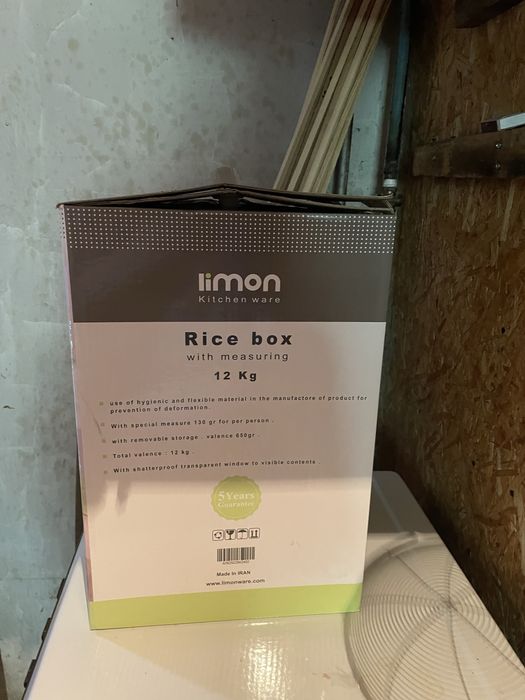 limon
Kitchen ware
Rice box
with measuring
12 Kg
use of hygienic and flexible material in the manufactore of product for
prevention of deformation.
With special measure 130 gr for per person .
with removable storage . valence 650gr .
Total valence : 12 kg .
With shatterproof transparent window to visible contents .
5 Years
Guarantee
Made In IRAN
www.limonware.com